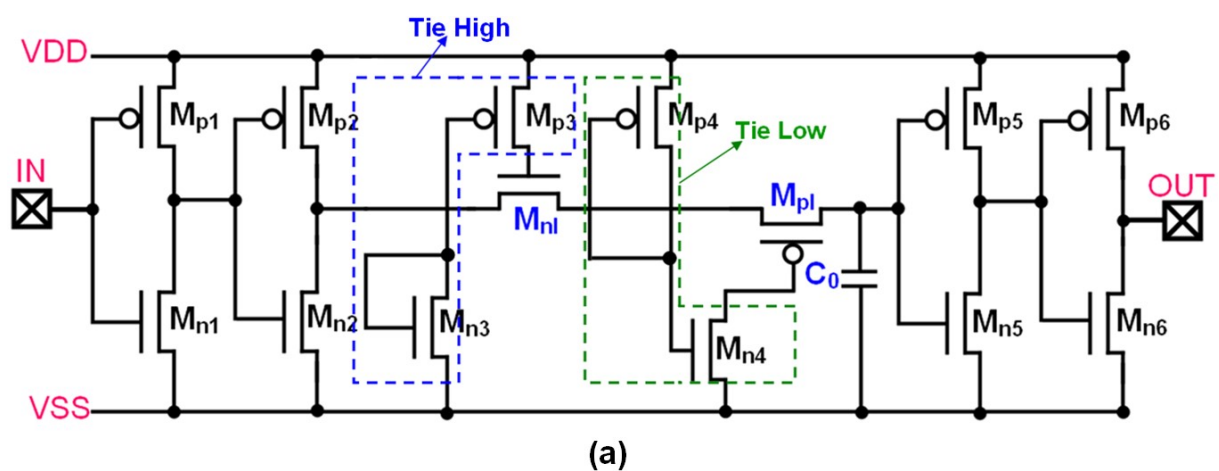 Tie High
VDD
Mp1
Mp2
Mp3
Mp4
Tie Low
Mp5
Mp6
IN
Mnl
Mpl
OUT
C0
Mn1
Mn2
Mn3
Mn4
Mn5
Mn6
VSS
(a)